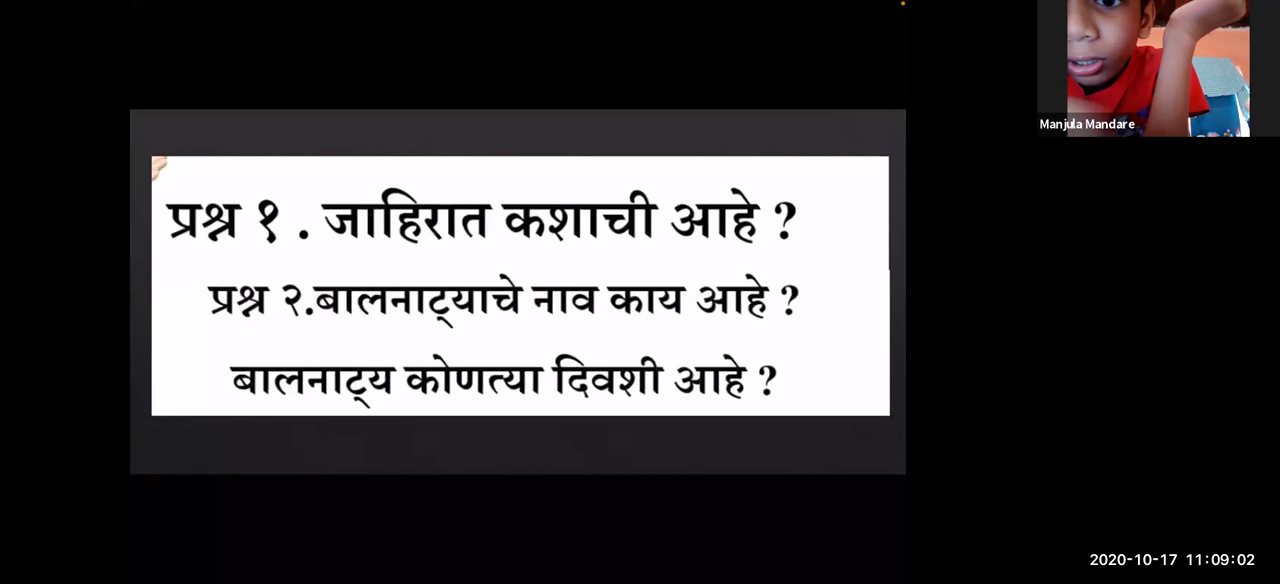 प्रश्न १ . जाहिरात कशाची आहे ?
प्रश्न २.बालनाट्याचे नाव काय आहे ?
बालनाट्य कोणत्या दिवशी आहे ?
Manjula Mandare
2020-10-17 11:09:02